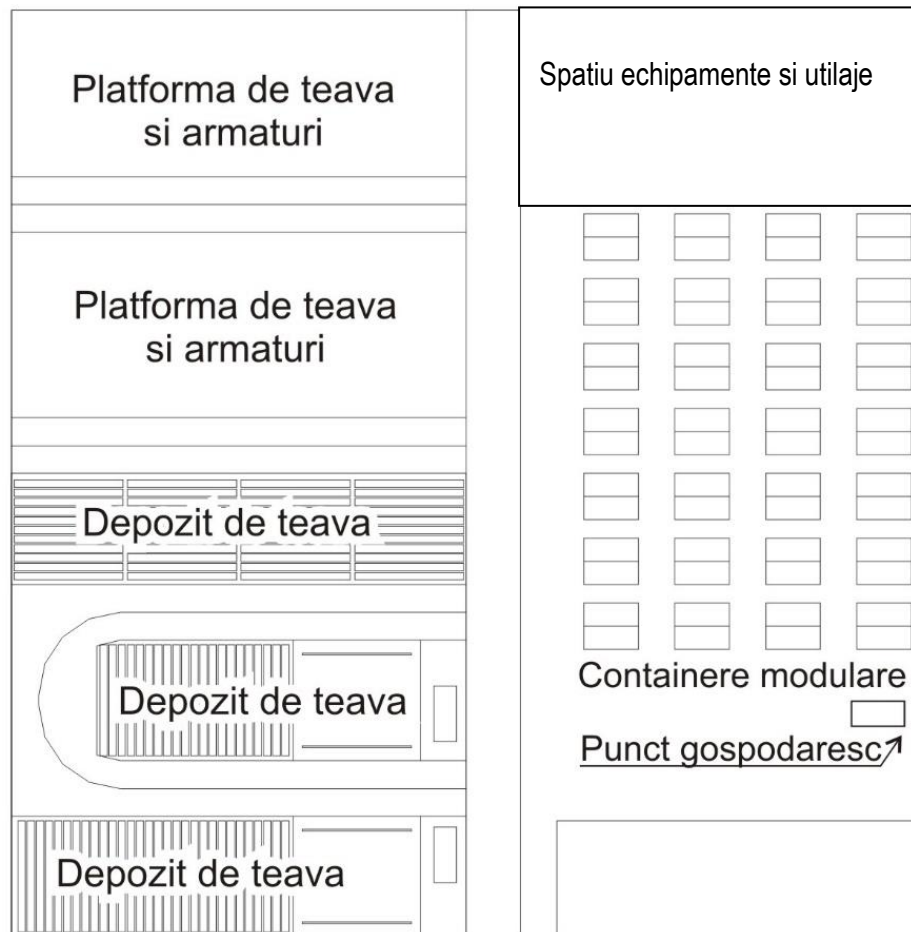 Platforma de teava
si armaturi
Spatiu echipamente si utilaje
Platforma de teava
si armaturi
Depozit de teava
Depozit de teava
Containere modulare
Punct gospodaresc
Depozit de teava